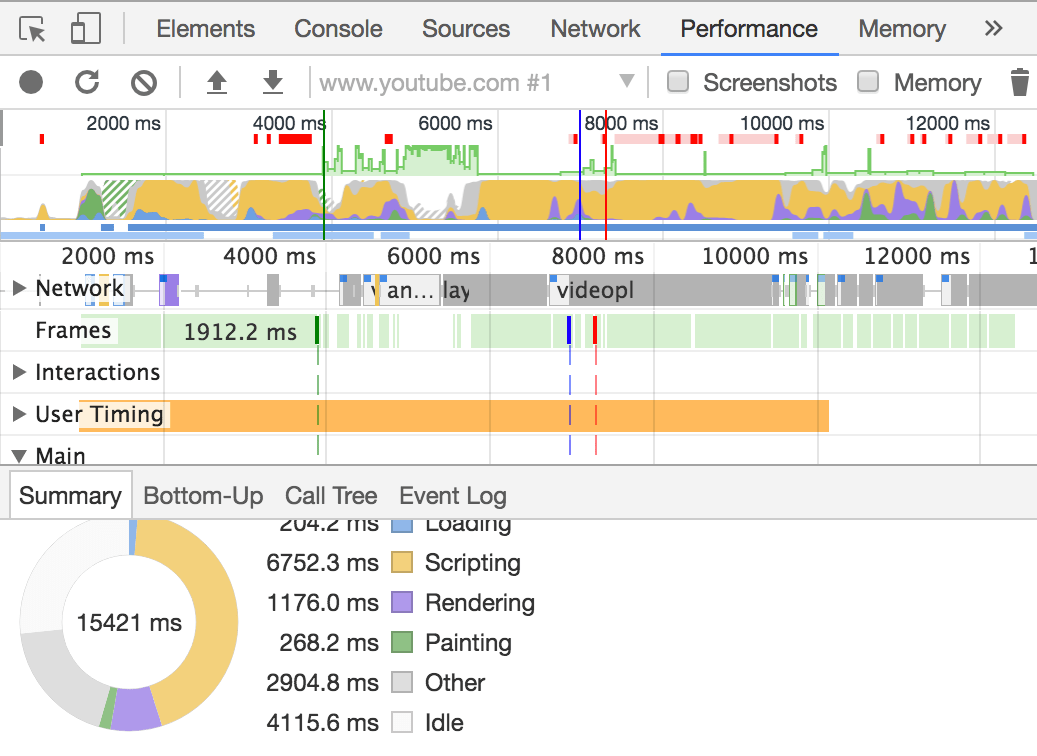 Elements Console Sources Network Performance Memory »
www.youtube.com #1 Screenshots Memory
2000 ms 4000 ms 6000 ms 8000 ms 10000 ms 12000 ms
2000 ms 4000 ms 6000 ms 8000 ms 10000 ms 12000 ms 1
Network v an… lay videopl
Frames 1912.2 ms
Interactions
User Timing
Main
Summary Bottom-Up Call Tree Event Log
204.2 ms Loading
6752.3 ms Scripting
1176.0 ms Rendering
15421 ms
268.2 ms Painting
2904.8 ms Other
4115.6 ms Idle